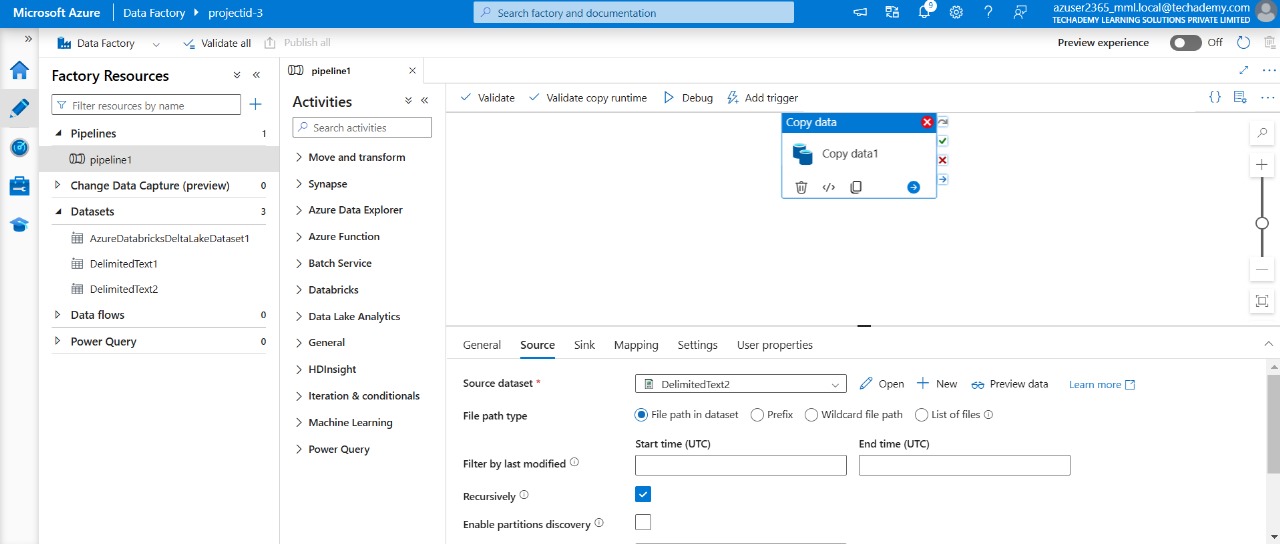 Microsoft Azure Data Factory projectid-3 Search factory and documentation 9 azuser2365_mml.local@techademy.com
TECHADEMY LEARNING SOLUTIONS PRIVATE LIMITED
Data Factory Validate all Publish all Preview experience Off
Factory Resources
Filter resources by name
Pipelines 1
pipeline1
Change Data Capture (preview) 0
Datasets 3
AzureDatabricksDeltaLakeDataset1
DelimitedText1
DelimitedText2
Data flows 0
Power Query 0
pipeline1
Activities
Search activities
Move and transform
Synapse
Azure Data Explorer
Azure Function
Batch Service
Databricks
Data Lake Analytics
General
HDInsight
Iteration & conditionals
Machine Learning
Power Query
Validate Validate copy runtime Debug Add trigger
Copy data
Copy data1
General Source Sink Mapping Settings User properties
Source dataset * DelimitedText2 Open New Preview data Learn more
File path type File path in dataset Prefix Wildcard file path List of files
Start time (UTC) End time (UTC)
Filter by last modified
Recursively
Enable partitions discovery